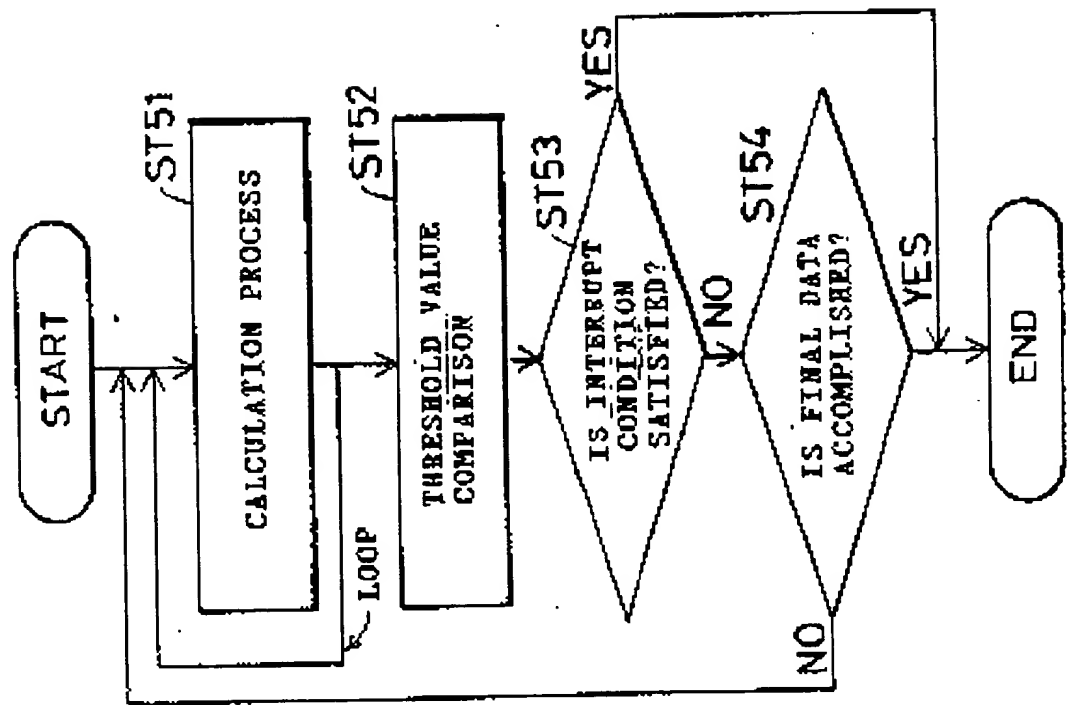 START
ST51
CALCULATION PROCESS
LOOP
ST52
THRESHOLD VALUE
COMPARISON
ST53
IS INTERRUPT
CONDITION
SATISFIED?
YES
NO
ST54
IS FINAL DATA
ACCOMPLISHED?
NO
YES
END